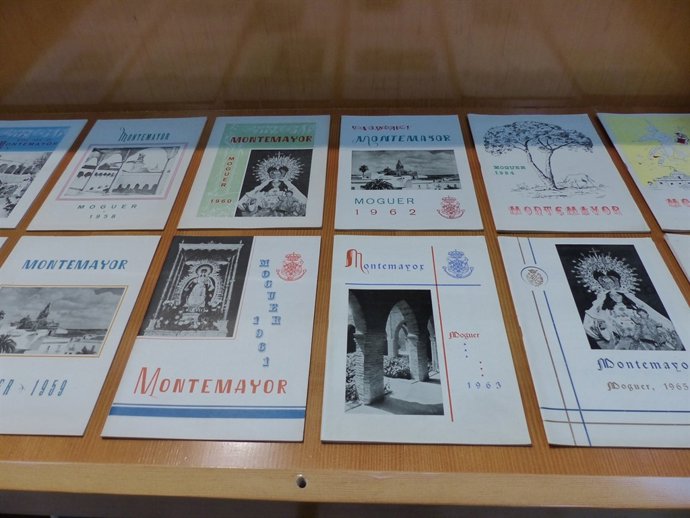 MONTEMAYOR
MONTEMAYOR
MOGUER
1958
MONTEMAYOR
MOGUER
1960
MONTEMAYOR
MOGUER
1962
MOGUER
1964
MONTEMAYOR
MONTEMAYOR
1959
MOGUER 1961
MONTEMAYOR
Montemayor
Moguer
1963
Montemayor
Moguer, 1965